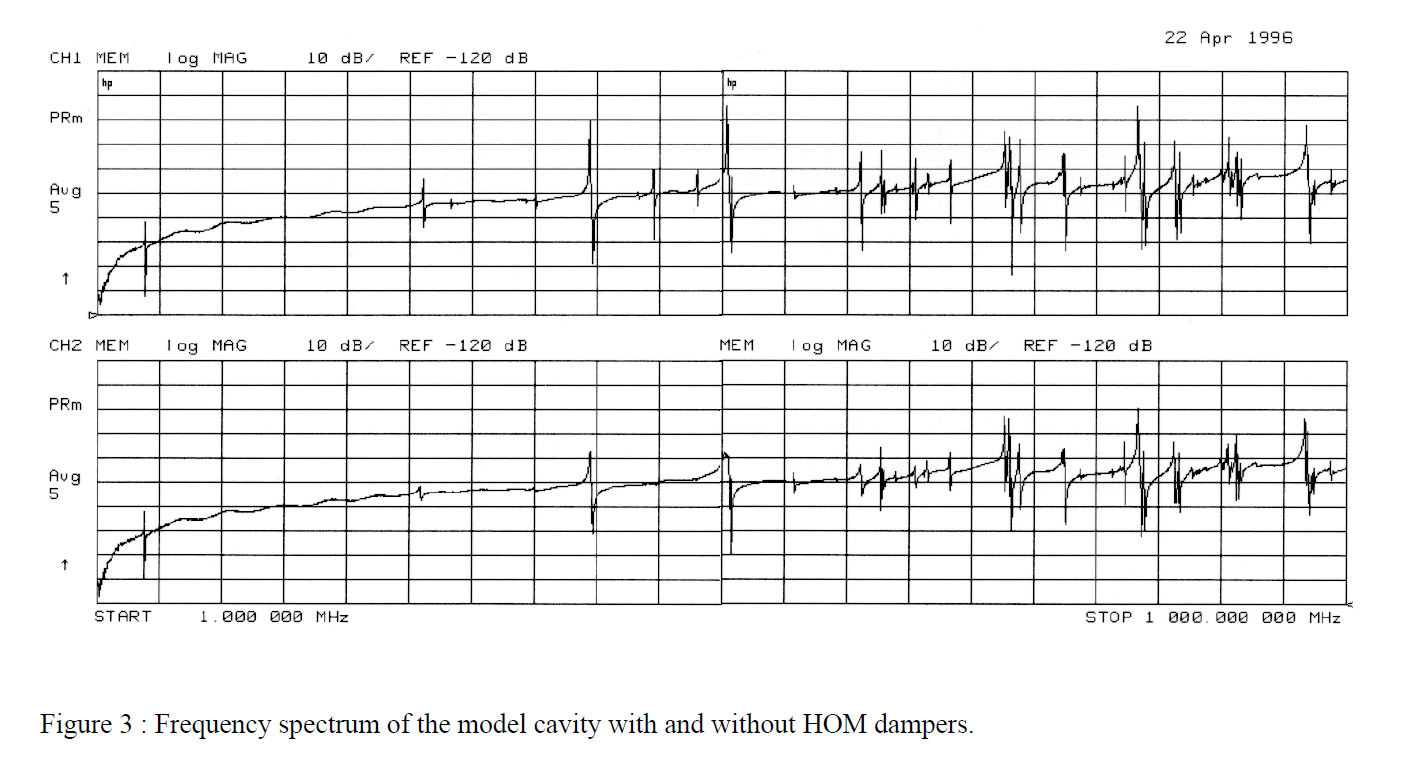 22 Apr 1996
CH1 MEM log MAG 10 dB/ REF -120 dB
hp hp
PRm
Avg
5
↑
CH2 MEM log MAG 10 dB/ REF -120 dB MEM log MAG 10 dB/ REF -120 dB
PRm
Avg
5
↑
START 1.000 000 MHz STOP 1 000.000 000 MHz
Figure 3 : Frequency spectrum of the model cavity with and without HOM dampers.